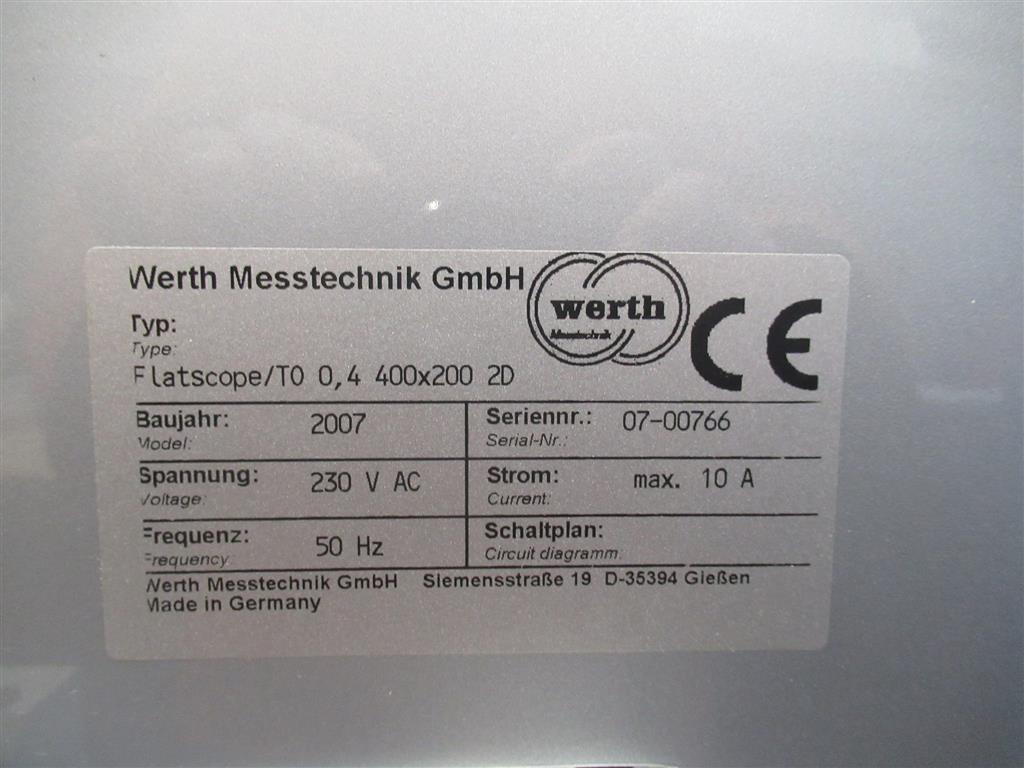 Werth Messtechnik GmbH
werth
Messtechnik
CE
Typ:
Type:
Flatscope/TO 0,4 400x200 2D
Baujahr: 2007 Seriennr.: 07-00766
Model: Serial-Nr.:
Spannung: 230 V AC Strom: max. 10 A
Voltage: Current:
Frequenz: 50 Hz Schaltplan:
Frequency: Circuit diagramm:
Werth Messtechnik GmbH Siemensstraße 19 D-35394 Gießen
Made in Germany